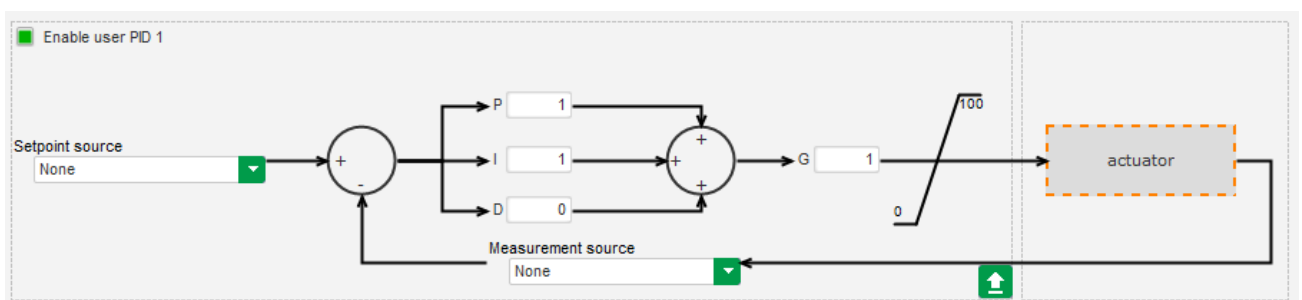 Enable user PID 1
P 1
100
Setpoint source
None
+
-
I 1
+
+
+
G 1
actuator
D 0
0
Measurement source
None